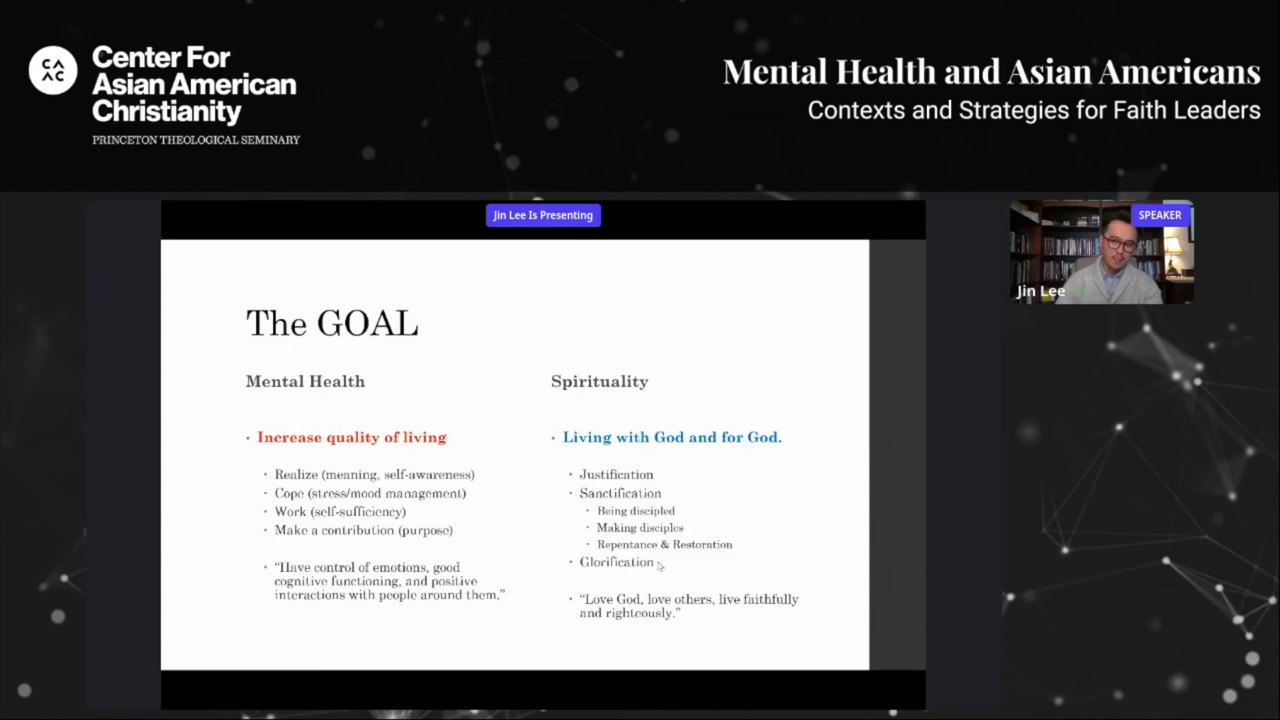 CA
AC
Center For
Asian American
Christianity
PRINCETON THEOLOGICAL SEMINARY
Mental Health and Asian Americans
Contexts and Strategies for Faith Leaders
Jin Lee Is Presenting
SPEAKER
Jin Lee
The GOAL
Mental Health
• Increase quality of living
• Realize (meaning, self-awareness)
• Cope (stress/mood management)
• Work (self-sufficiency)
• Make a contribution (purpose)
• “Have control of emotions, good
cognitive functioning, and positive
interactions with people around them.”
Spirituality
• Living with God and for God.
• Justification
• Sanctification
• Being discipled
• Making disciples
• Repentance & Restoration
• Glorification
• “Love God, love others, live faithfully
and righteously.”